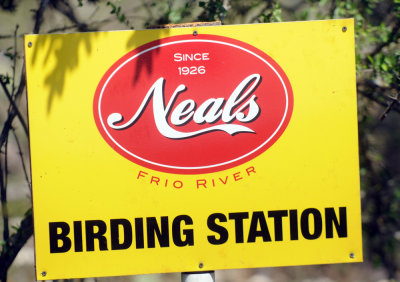 SINCE
1926
Neals
FRIO RIVER
BIRDING STATION